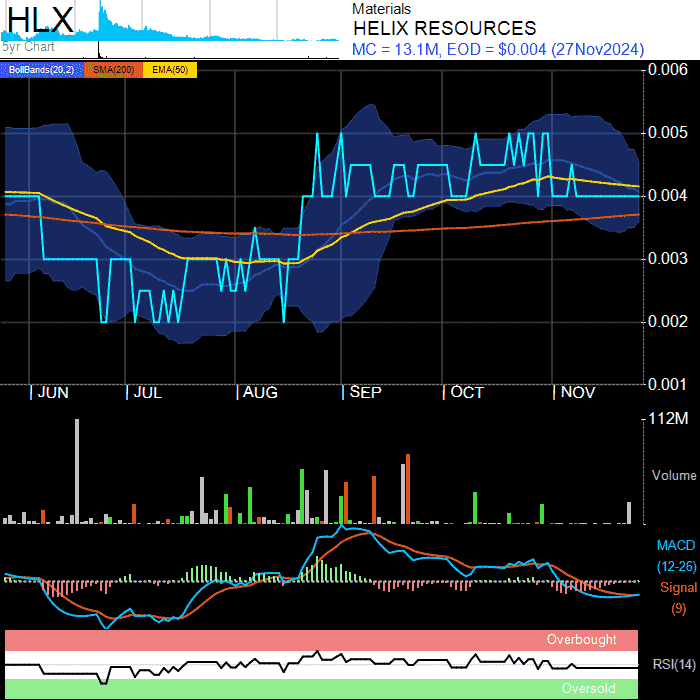 HLX
5yr Chart
Materials
HELIX RESOURCES
MC = 13.1M, EOD = $0.004 (27Nov2024)
BollBands(20,2) SMA(200) EMA(50)
0.006
0.005
0.004
0.003
0.002
0.001
JUN JUL AUG SEP OCT NOV
112M
Volume
MACD
(12-26)
Signal
(9)
Overbought
RSI(14)
Oversold